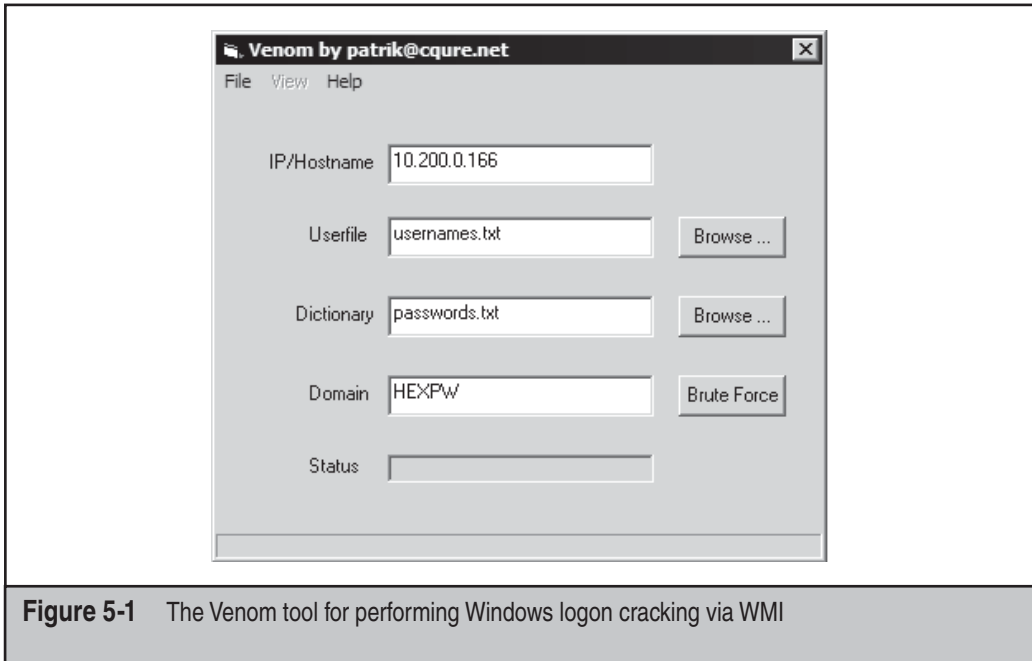 Venom by patrik@cqure.net
File View Help
IP/Hostname 10.200.0.166
Userfile usernames.txt Browse ...
Dictionary passwords.txt Browse ...
Domain HEXPW Brute Force
Status
Figure 5-1 The Venom tool for performing Windows logon cracking via WMI